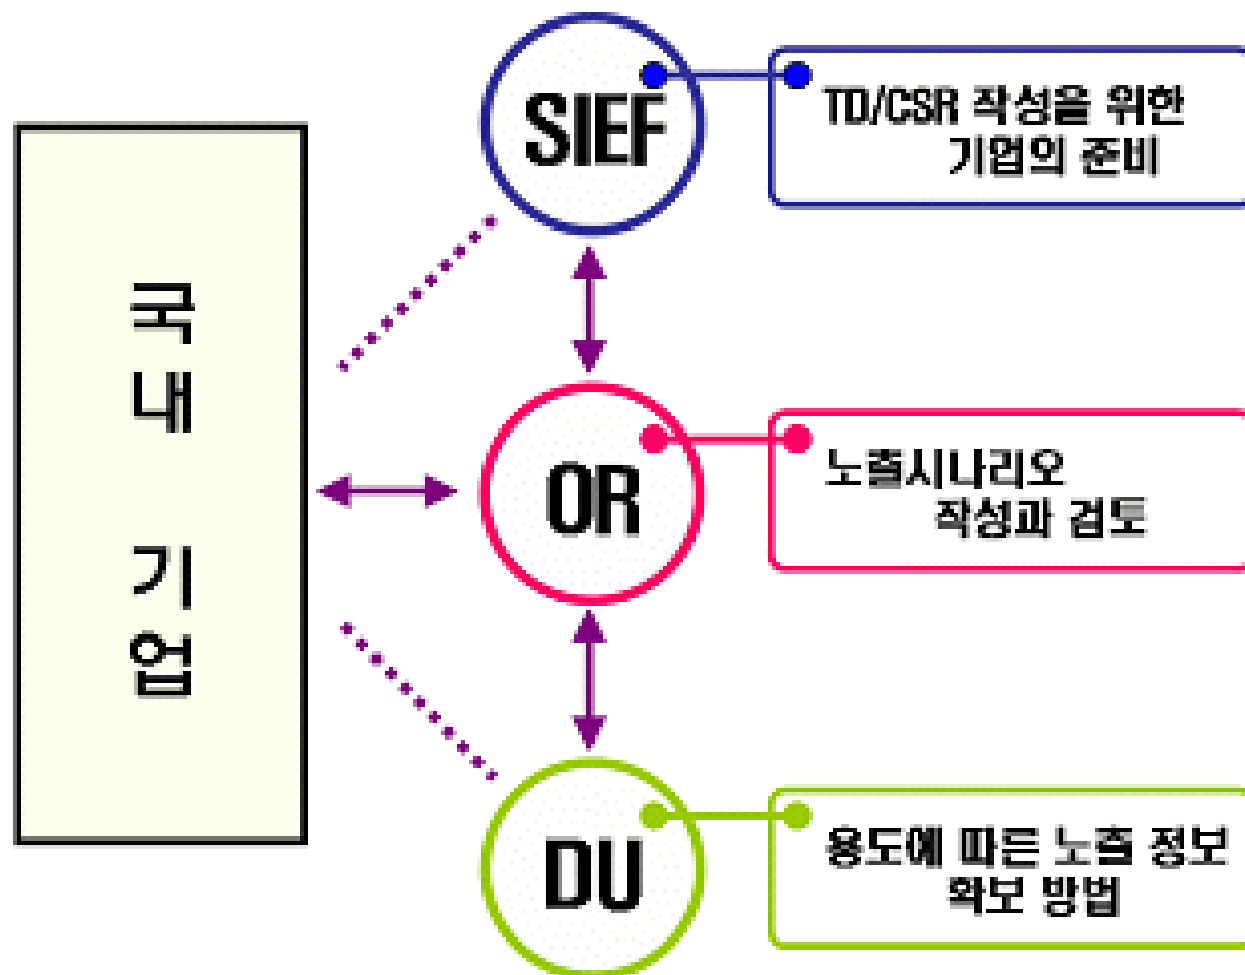 국내 기업
SIEF
TD/CSR 작성을 위한
기업의 준비
OR
노출시나리오
작성과 검토
DU
용도에 따른 노출 정보
확보 방법